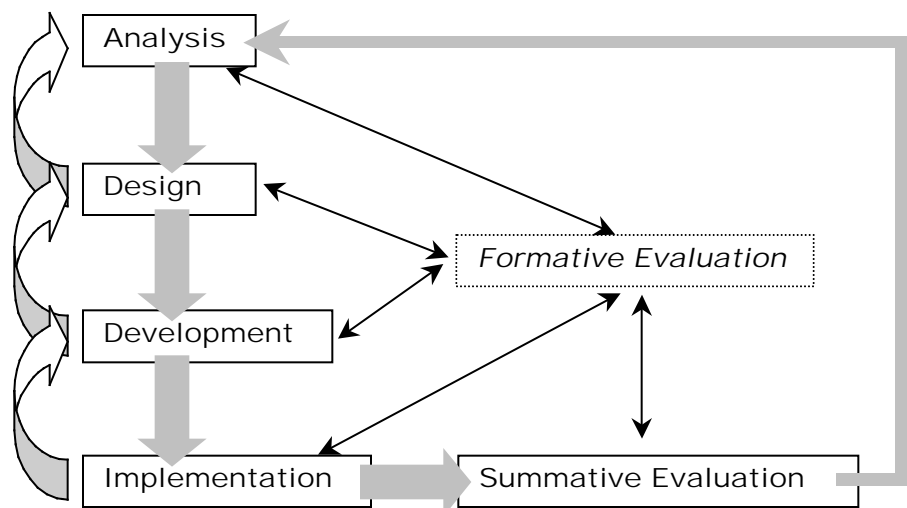 Analysis
Design
Formative Evaluation
Development
Implementation
Summative Evaluation